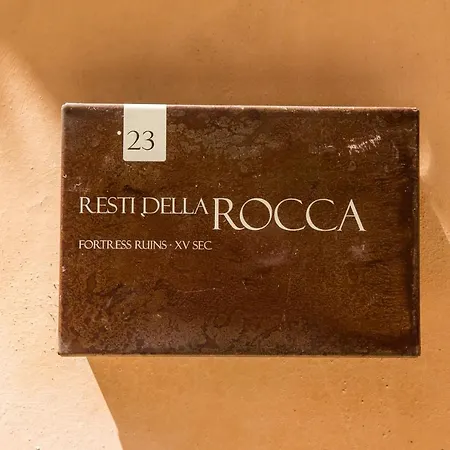 23
RESTI DELLA ROCCA
FORTRESS RUINS · XV SEC